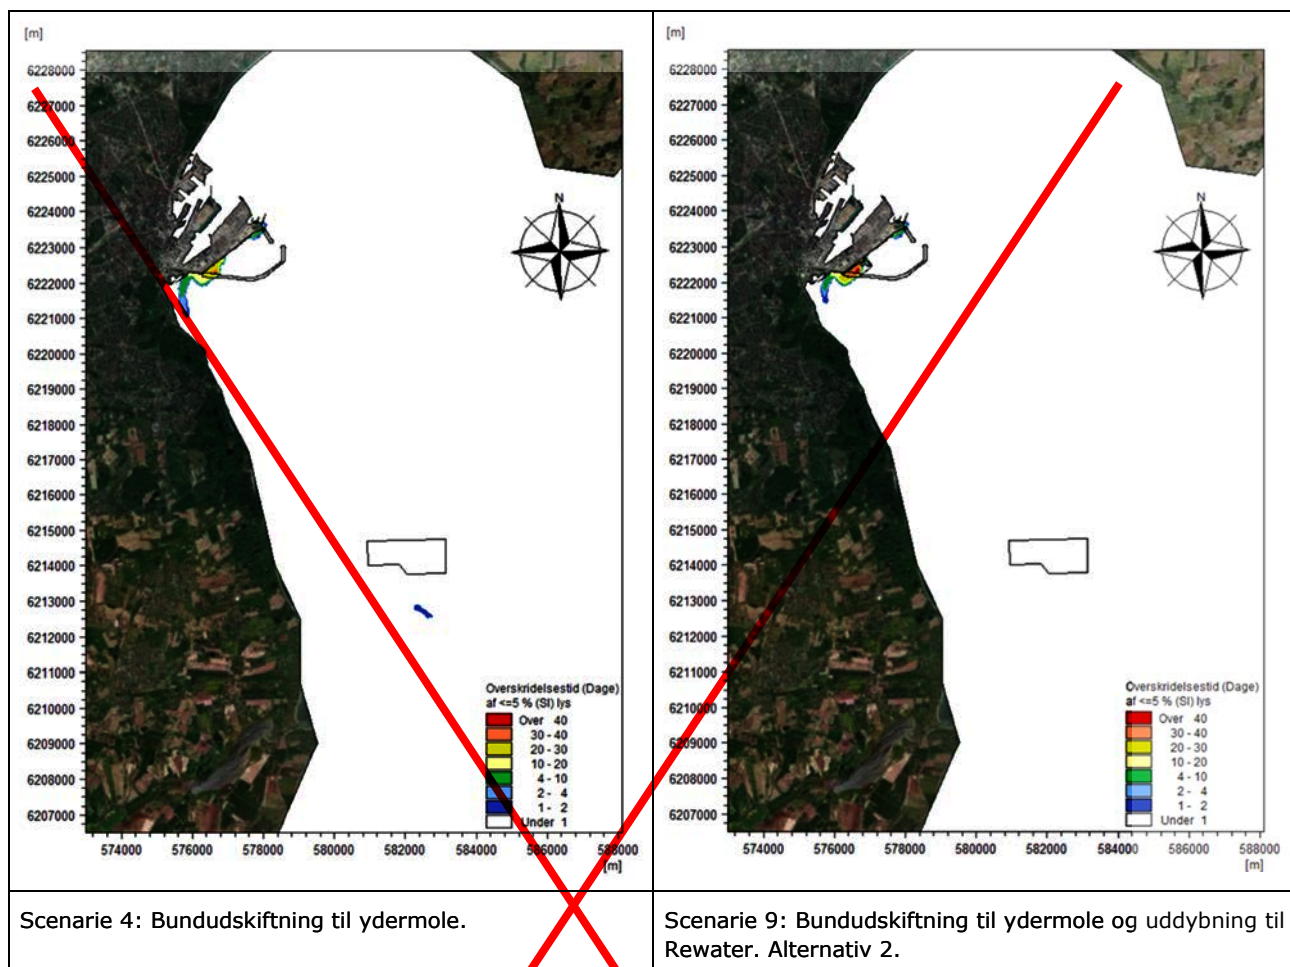 [m]
6228000
6227000
6226000
6225000
6224000
6223000
6222000
6221000
6220000
6219000
6218000
6217000
6216000
6215000
6214000
6213000
6212000
6211000
6210000
6209000
6208000
6207000
N
Overskridelsestid (Dage)
af <=5 % (SI) lys
Over 40
30 - 40
20 - 30
10 - 20
4 - 10
2 - 4
1 - 2
Under 1
574000 576000 578000 580000 582000 584000 586000 588000
[m]
Scenarie 4: Bundudskiftning til ydermole.
[m]
6228000
6227000
6226000
6225000
6224000
6223000
6222000
6221000
6220000
6219000
6218000
6217000
6216000
6215000
6214000
6213000
6212000
6211000
6210000
6209000
6208000
6207000
N
Overskridelsestid (Dage)
af <=5 % (SI) lys
Over 40
30 - 40
20 - 30
10 - 20
4 - 10
2 - 4
1 - 2
Under 1
574000 576000 578000 580000 582000 584000 586000 588000
[m]
Scenarie 9: Bundudskiftning til ydermole og uddybning til
Rewater. Alternativ 2.